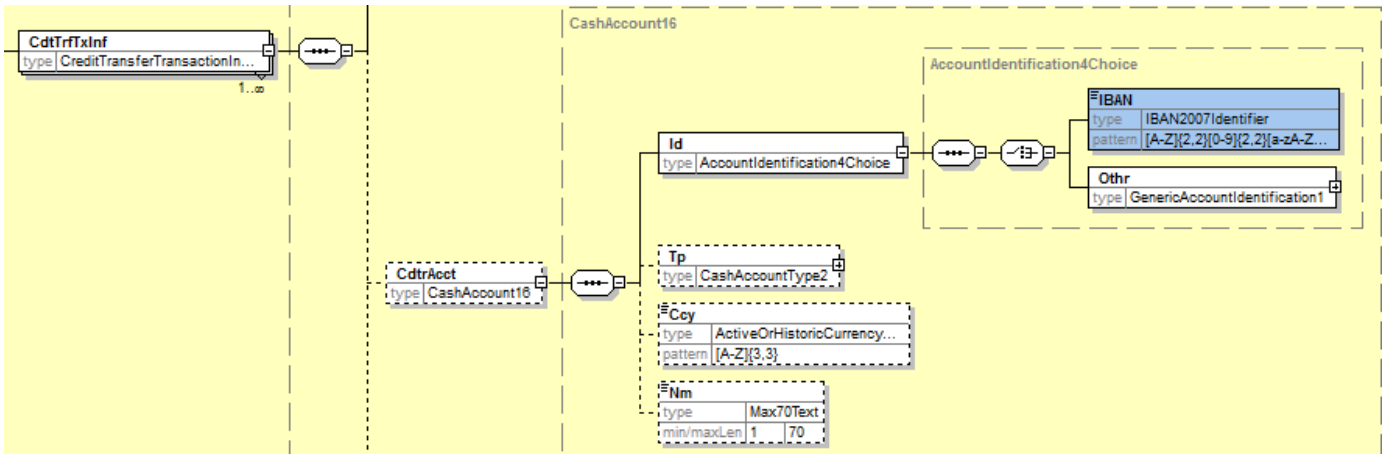 CashAccount16
CdtTrfTxInf
type CreditTransferTransactionIn...
1..∞
AccountIdentification4Choice
IBAN
type IBAN2007Identifier
pattern [A-Z]{2,2}[0-9]{2,2}[a-zA-Z...
Id
type AccountIdentification4Choice
Othr
type GenericAccountIdentification1
Tp
type CashAccountType2
CdtrAcct
type CashAccount16
Ccy
type ActiveOrHistoricCurrency...
pattern [A-Z]{3,3}
Nm
type Max70Text
min/maxLen 1 70